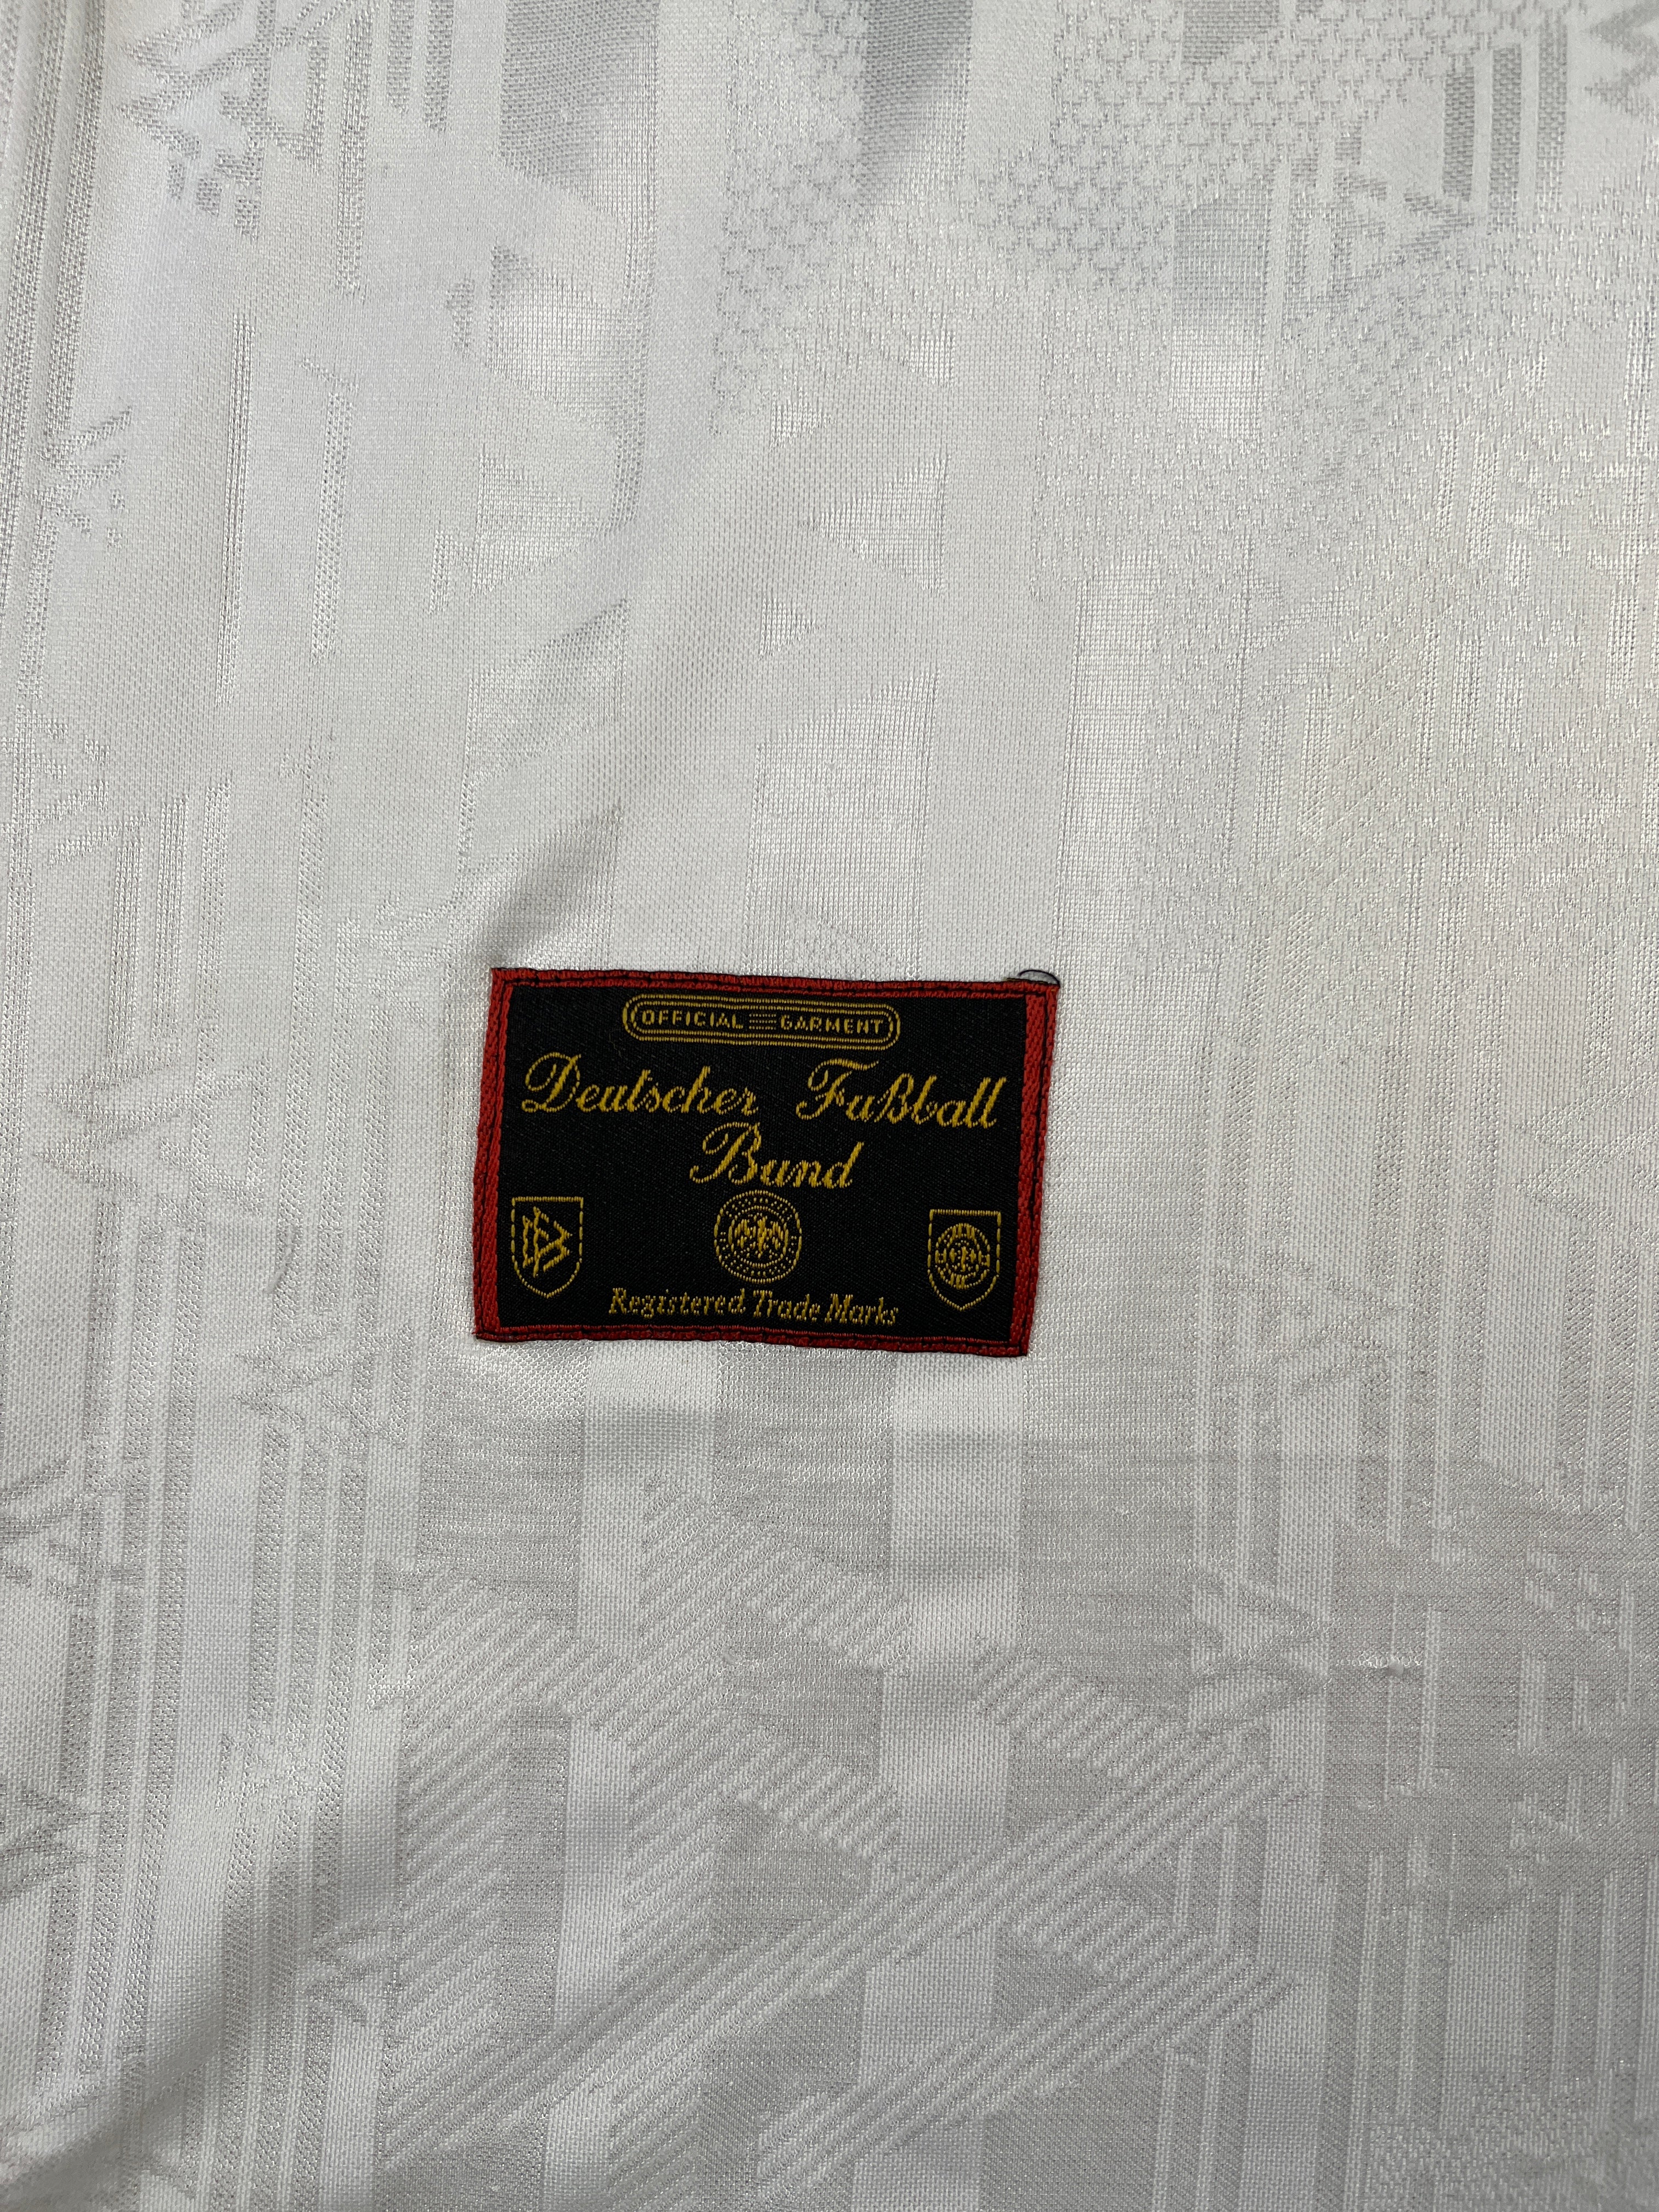 OFFICIAL GARMENT
Deutscher Fußball
Bund
Registered Trade Marks